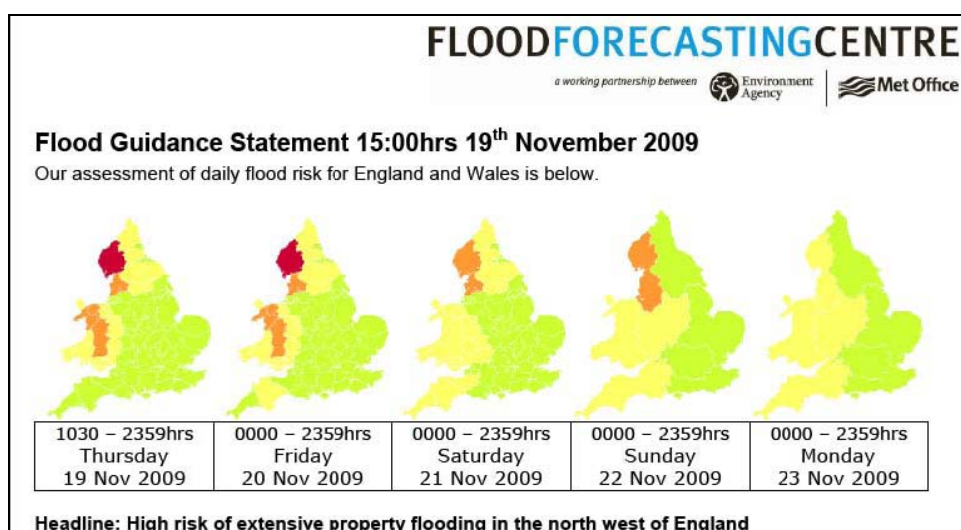 FLOODFORECASTINGCENTRE
a working partnership between Environment Agency Met Office
Flood Guidance Statement 15:00hrs 19th November 2009
Our assessment of daily flood risk for England and Wales is below.
1030 – 2359hrs 0000 – 2359hrs 0000 – 2359hrs 0000 – 2359hrs 0000 – 2359hrs
Thursday Friday Saturday Sunday Monday
19 Nov 2009 20 Nov 2009 21 Nov 2009 22 Nov 2009 23 Nov 2009
Headline: High risk of extensive property flooding in the north west of England